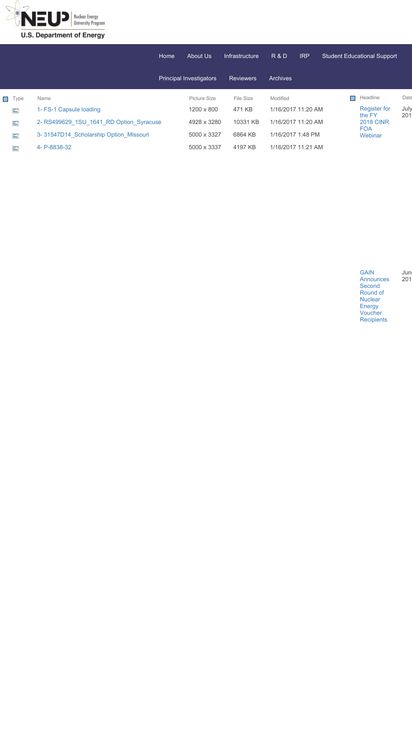 NEUP Nuclear Energy
University Program
U.S. Department of Energy
Home About Us Infrastructure R & D IRP Student Educational Support
Principal Investigators Reviewers Archives
Type Name Picture Size File Size Modified
1- FS-1 Capsule loading 1200 x 800 471 KB 1/16/2017 11:20 AM
2- RS499629_1SU_1641_RD Option_Syracuse 4928 x 3280 10331 KB 1/16/2017 11:20 AM
3- 31547D14_Scholarship Option_Missouri 5000 x 3327 6864 KB 1/16/2017 1:48 PM
4- P-8838-32 5000 x 3337 4197 KB 1/16/2017 11:21 AM
Headline Date
Register for July
the FY 201
2018 CINR
FOA
Webinar
GAIN Jun
Announces 201
Second
Round of
Nuclear
Energy
Voucher
Recipients